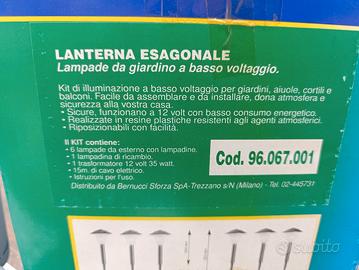 LANTERNA ESAGONALE
Lampade da giardino a basso voltaggio.
Kit di illuminazione a basso voltaggio per giardini, aiuole, cortili e
balconi. Facile da assemblare e da installare, dona atmosfera e
sicurezza alla vostra casa.
• Sicure, funzionano a 12 volt con basso consumo energetico.
• Realizzate in resine plastiche resistenti agli agenti atmosferici.
• Riposizionabili con facilità.
Il KIT contiene:
• 6 lampade da esterno con lampadine.
• 1 lampadina di ricambio.
• 1 trasformatore 12 volt 35 watt.
• 15m. di cavo elettrico.
• Istruzioni per l'uso.
Cod. 96.067.001
Distribuito da Bernucci Sforza SpA-Trezzano s/N (Milano) - Tel. 02-445731
subito